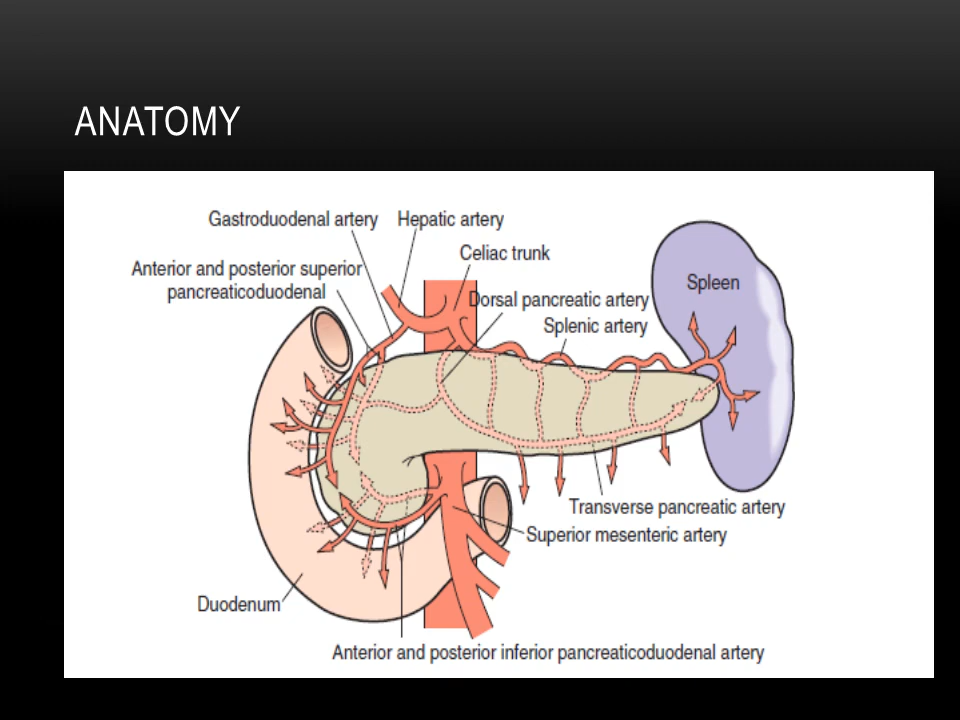 ANATOMY
Gastroduodenal artery
Hepatic artery
Celiac trunk
Anterior and posterior superior
pancreaticoduodenal
Dorsal pancreatic artery
Splenic artery
Spleen
Transverse pancreatic artery
Superior mesenteric artery
Duodenum
Anterior and posterior inferior pancreaticoduodenal artery